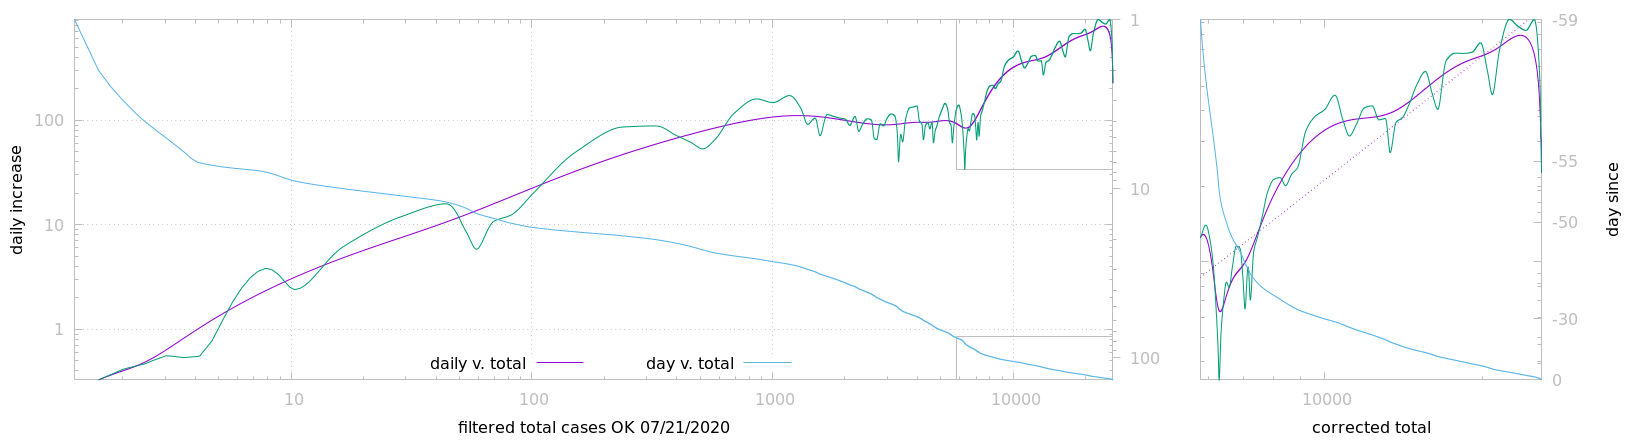 daily increase
100
10
1
10
100
1000
10000
1
10
100
daily v. total
day v. total
filtered total cases OK 07/21/2020
10000
-59
-55
-50
-30
0
day since
corrected total